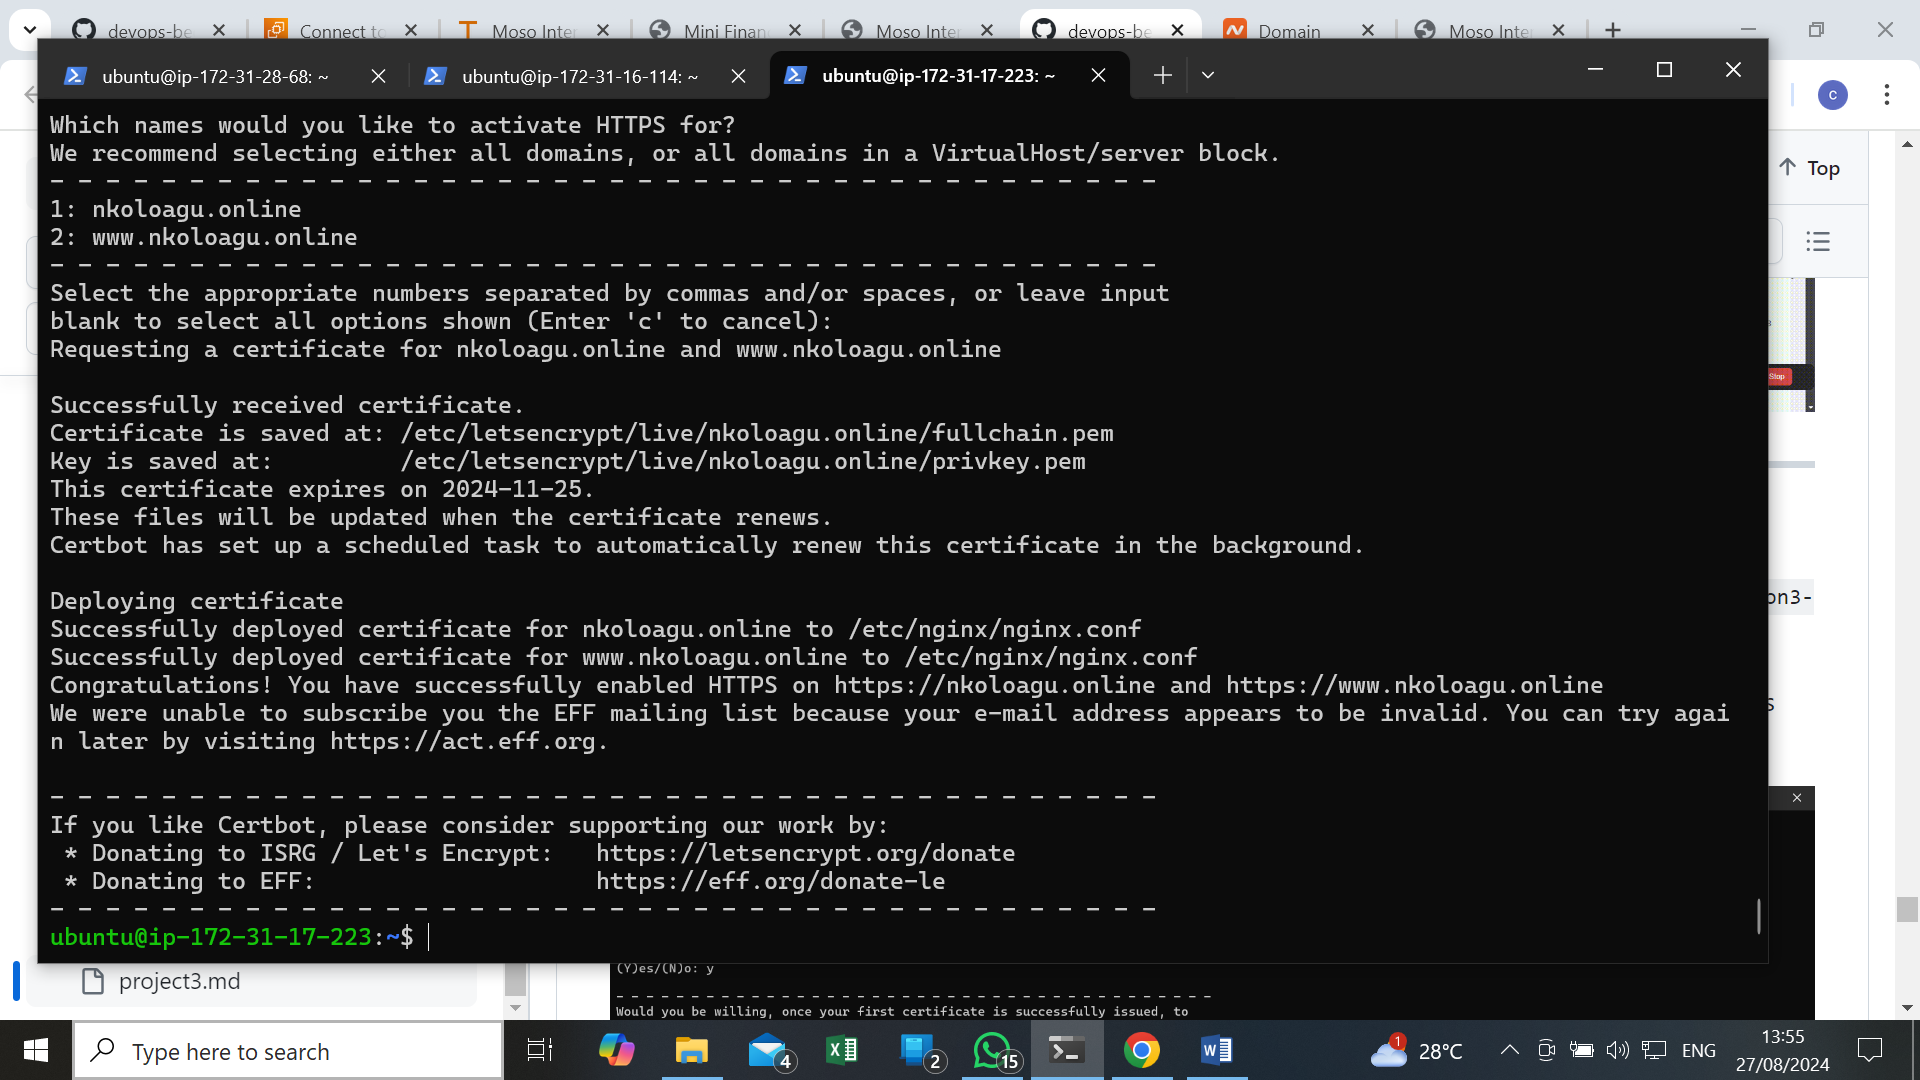 devops-be
Connect to
Moso Inter
Mini Finan
Moso Inter
devops-be
Domain
Moso Inte
ubuntu@ip-172-31-28-68: ~
ubuntu@ip-172-31-16-114: ~
ubuntu@ip-172-31-17-223: ~
c
Which names would you like to activate HTTPS for?
We recommend selecting either all domains, or all domains in a VirtualHost/server block.
- - - - - - - - - - - - - - - - - - - - - - - - - - - - - - - - - - - - - - - -
1: nkoloagu.online
2: www.nkoloagu.online
- - - - - - - - - - - - - - - - - - - - - - - - - - - - - - - - - - - - - - - -
Select the appropriate numbers separated by commas and/or spaces, or leave input
blank to select all options shown (Enter 'c' to cancel):
Requesting a certificate for nkoloagu.online and www.nkoloagu.online
Successfully received certificate.
Certificate is saved at: /etc/letsencrypt/live/nkoloagu.online/fullchain.pem
Key is saved at:         /etc/letsencrypt/live/nkoloagu.online/privkey.pem
This certificate expires on 2024-11-25.
These files will be updated when the certificate renews.
Certbot has set up a scheduled task to automatically renew this certificate in the background.
Deploying certificate
Successfully deployed certificate for nkoloagu.online to /etc/nginx/nginx.conf
Successfully deployed certificate for www.nkoloagu.online to /etc/nginx/nginx.conf
Congratulations! You have successfully enabled HTTPS on https://nkoloagu.online and https://www.nkoloagu.online
We were unable to subscribe you the EFF mailing list because your e-mail address appears to be invalid. You can try agai
n later by visiting https://act.eff.org.
- - - - - - - - - - - - - - - - - - - - - - - - - - - - - - - - - - - - - - - -
If you like Certbot, please consider supporting our work by:
 * Donating to ISRG / Let's Encrypt:   https://letsencrypt.org/donate
 * Donating to EFF:                    https://eff.org/donate-le
- - - - - - - - - - - - - - - - - - - - - - - - - - - - - - - - - - - - - - - -
ubuntu@ip-172-31-17-223:~$
Top
Stop
on3-
s
project3.md
(Y)es/(N)o: y
- - - - - - - - - - - - - - - - - - - - - - - - - - - - - - - - - - - - - - - -
Would you be willing, once your first certificate is successfully issued, to
Type here to search
4
2
15
1
28°C
ENG
13:55
27/08/2024